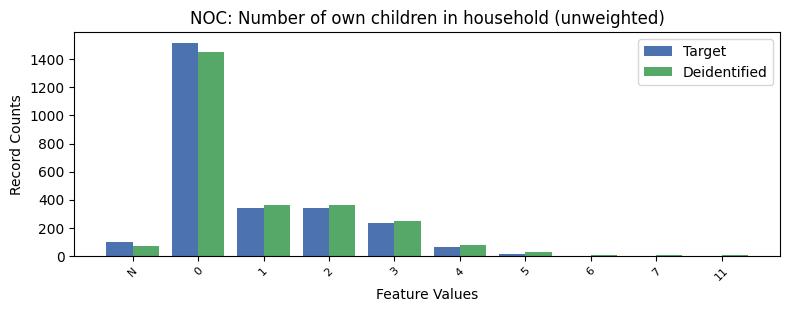 NOC: Number of own children in household (unweighted)
Target
Deidentified
Record Counts
1400
1200
1000
800
600
400
200
0
N 0 1 2 3 4 5 6 7 11
Feature Values